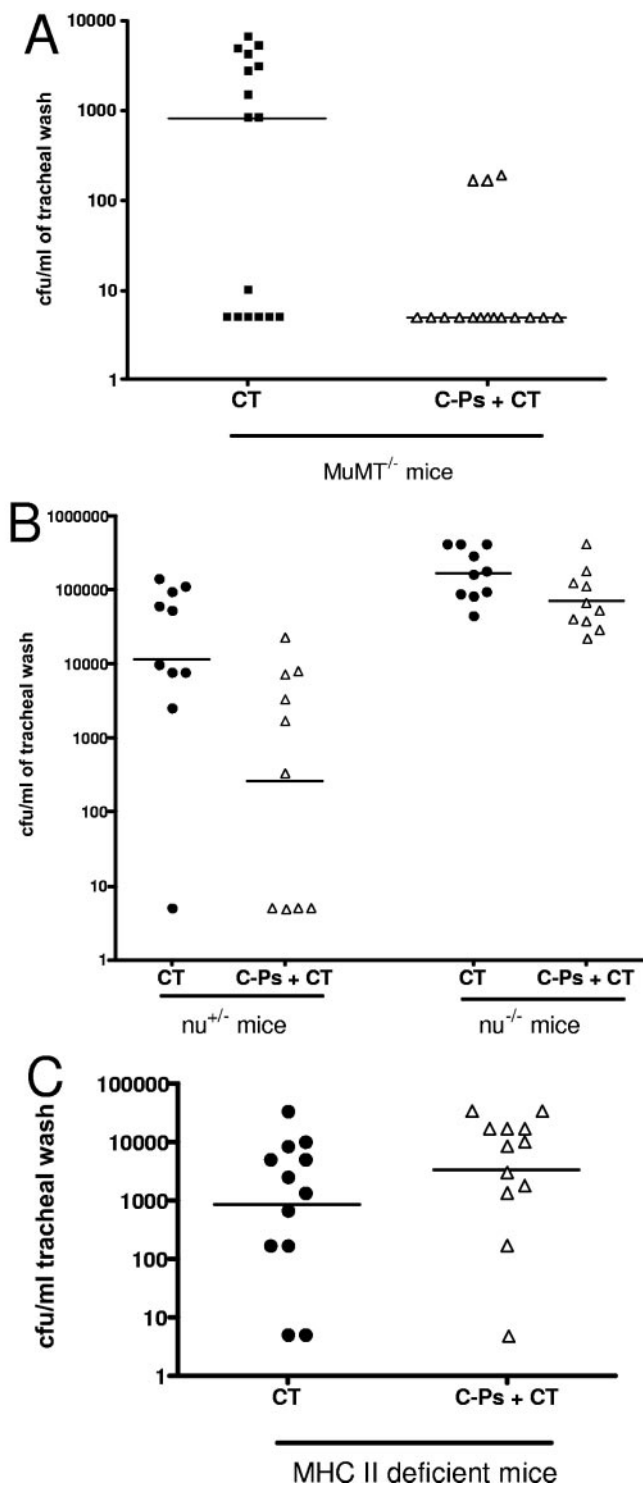 A
cfu/ml of tracheal wash
10000
1000
100
10
1
CT C-Ps + CT
MuMT-/- mice
B
cfu/ml of tracheal wash
1000000
100000
10000
1000
100
10
1
CT C-Ps + CT CT C-Ps + CT
nu+/- mice nu-/- mice
C
cfu/ml tracheal wash
100000
10000
1000
100
10
1
CT C-Ps + CT
MHC II deficient mice